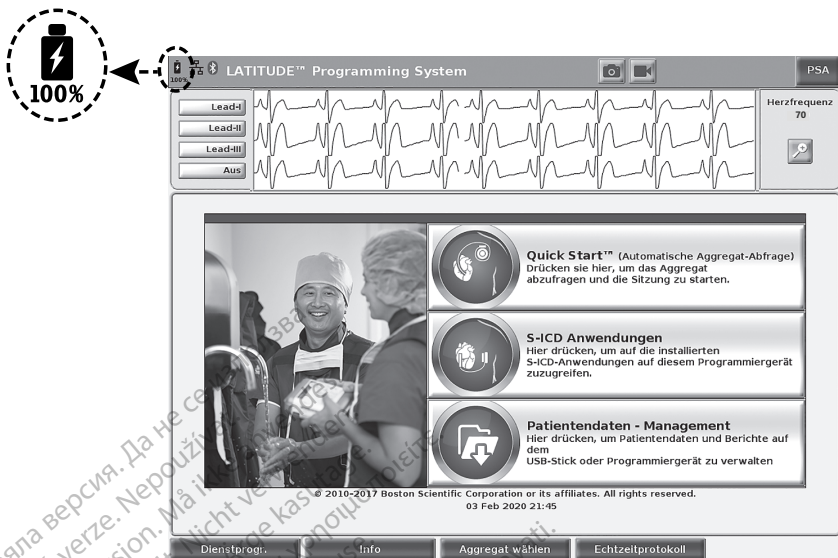 100%
100%
LATITUDE™ Programming System
PSA
Lead-I
Lead-II
Lead-III
Aus
Herzfrequenz
70
Quick Start™ (Automatische Aggregat-Abfrage)
Drücken sie hier, um das Aggregat
abzufragen und die Sitzung zu starten.
S-ICD Anwendungen
Hier drücken, um auf die installierten
S-ICD-Anwendungen auf diesem Programmiergerät
zuzugreifen.
Patientendaten - Management
Hier drücken, um Patientendaten und Berichte auf
dem
USB-Stick oder Programmiergerät zu verwalten
© 2010-2017 Boston Scientific Corporation or its affiliates. All rights reserved.
03 Feb 2020 21:45
Dienstprogr.
Info
Aggregat wählen
Echtzeitprotokoll